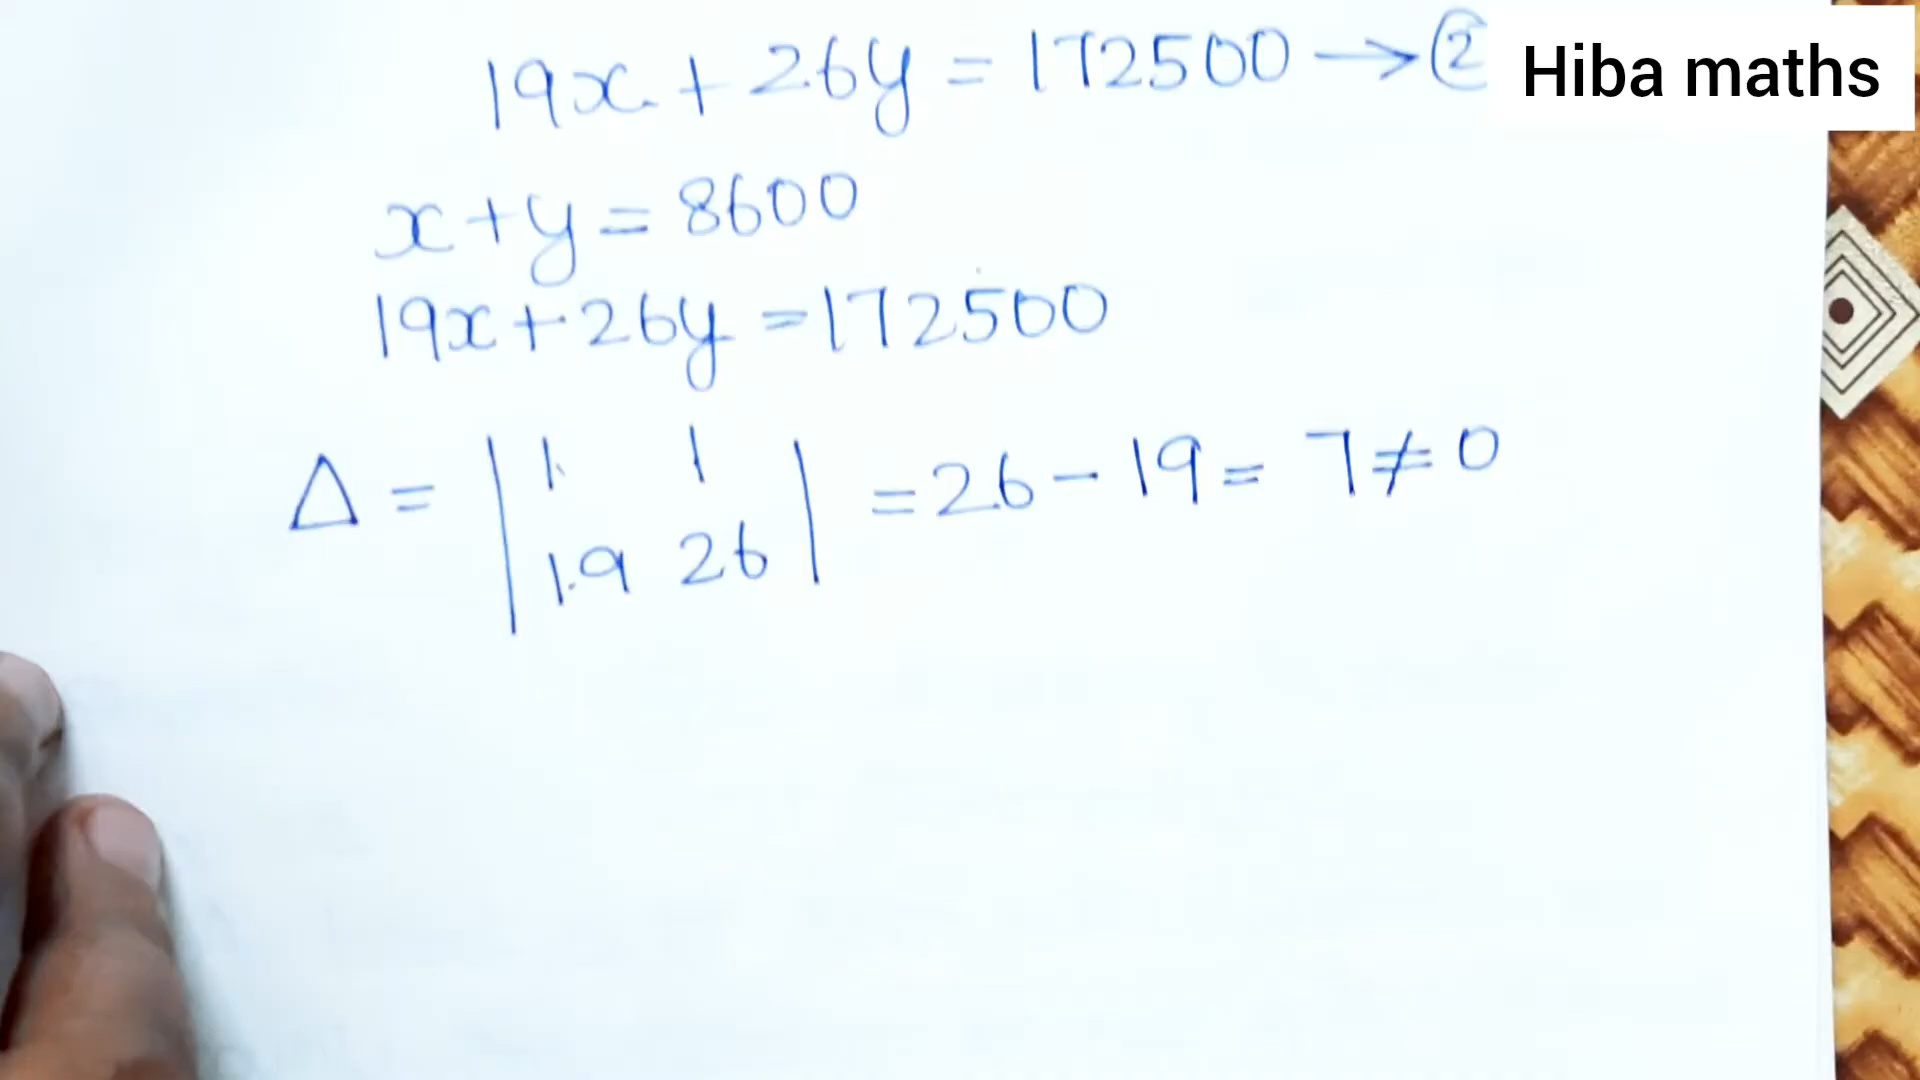 19x + 26y = 172500 → ②
Hiba maths
x + y = 8600
19x + 26y = 172500
Δ = | 1 1 | = 26 - 19 = 7 ≠ 0
19 26